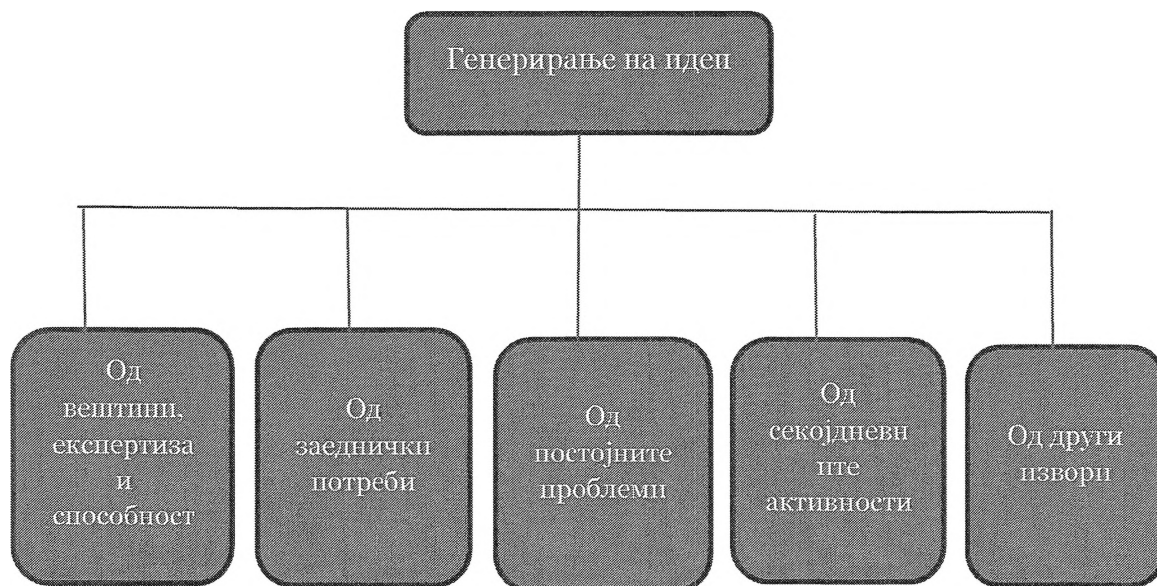 Генерирање на идеи
Од
вештини,
експертиза
и
способност
Од
заеднички
потреби
Од
постојните
проблеми
Од
секојдневн
ите
активности
Од други
извори